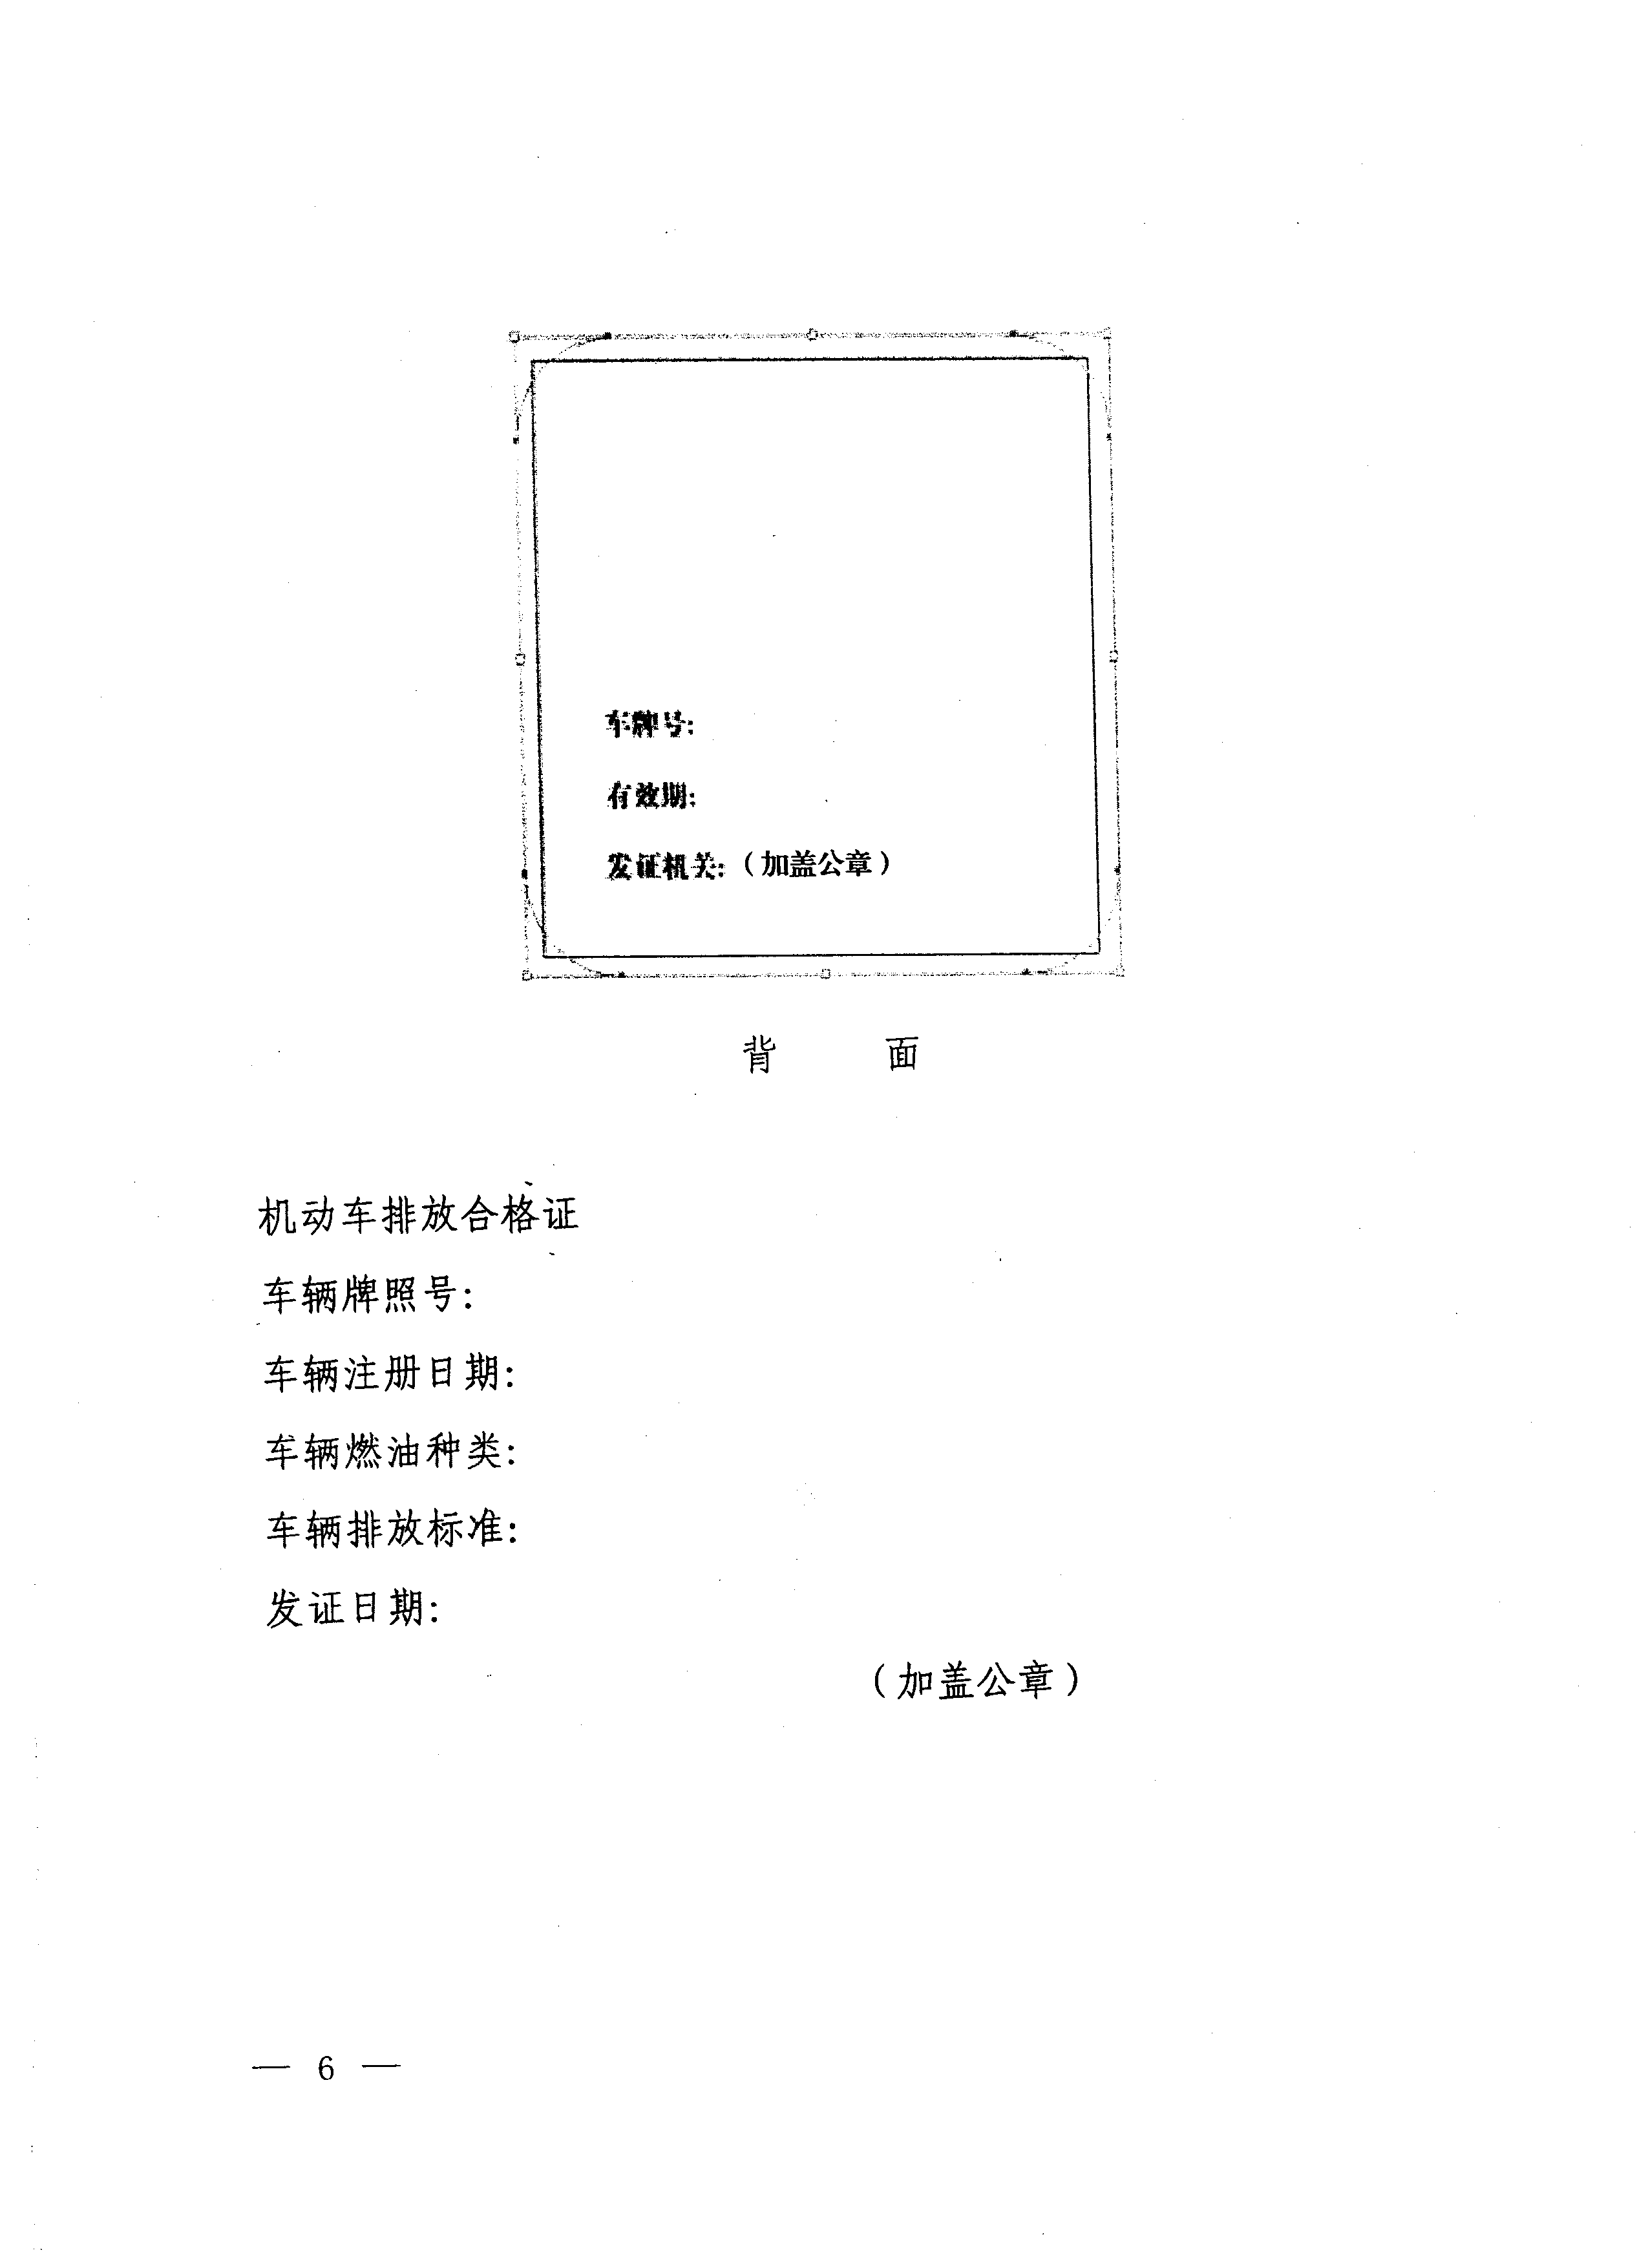 车牌号:
有效期:
发证机关:（加盖公章）
背 面
机动车排放合格证
车辆牌照号:
车辆注册日期:
车辆燃油种类:
车辆排放标准:
发证日期:
（加盖公章）
— 6 —